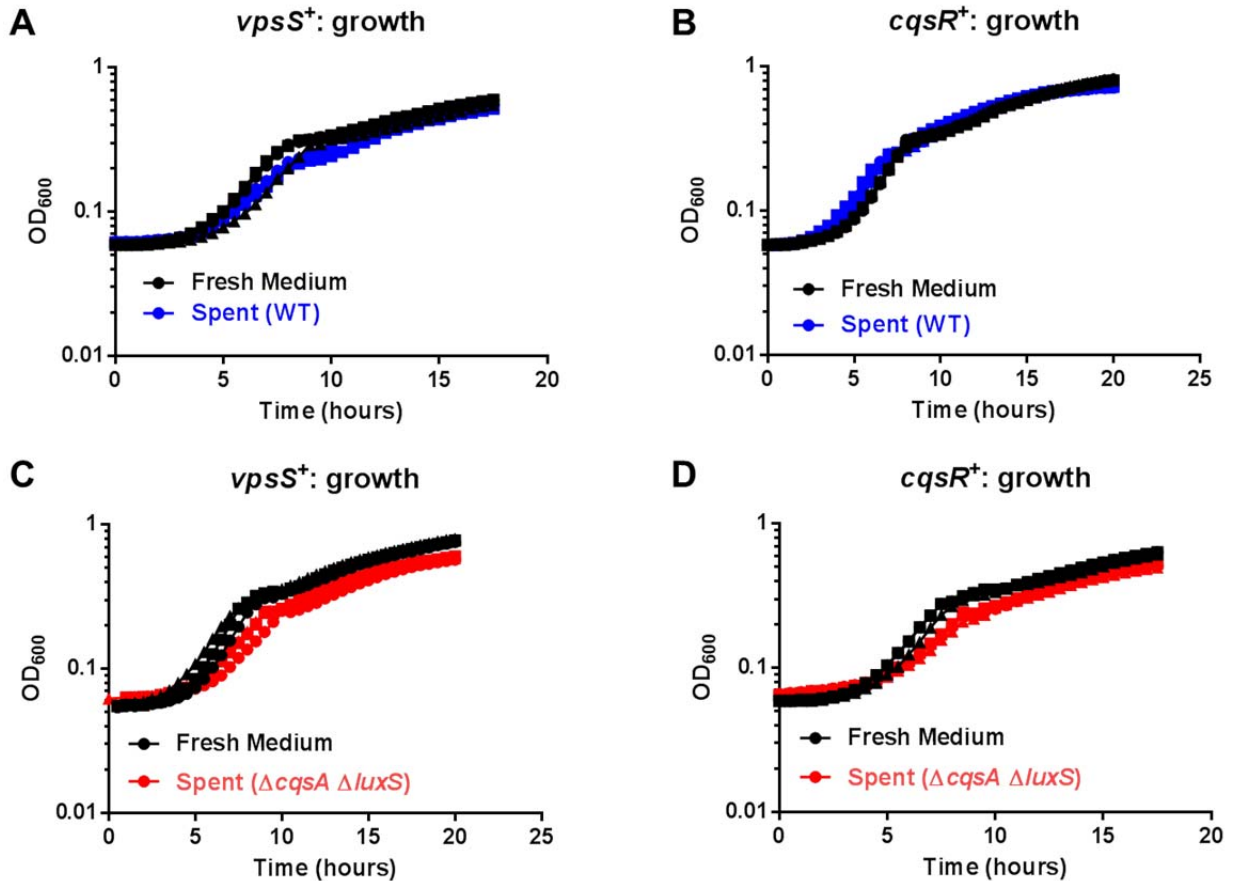 A
vpsS⁺: growth
1
0.1
0.01
OD₆₀₀
Fresh Medium
Spent (WT)
0 5 10 15 20
Time (hours)
B
cqsR⁺: growth
1
0.1
0.01
OD₆₀₀
Fresh Medium
Spent (WT)
0 5 10 15 20 25
Time (hours)
C
vpsS⁺: growth
1
0.1
0.01
OD₆₀₀
Fresh Medium
Spent (ΔcqsA ΔluxS)
0 5 10 15 20 25
Time (hours)
D
cqsR⁺: growth
1
0.1
0.01
OD₆₀₀
Fresh Medium
Spent (ΔcqsA ΔluxS)
0 5 10 15 20
Time (hours)